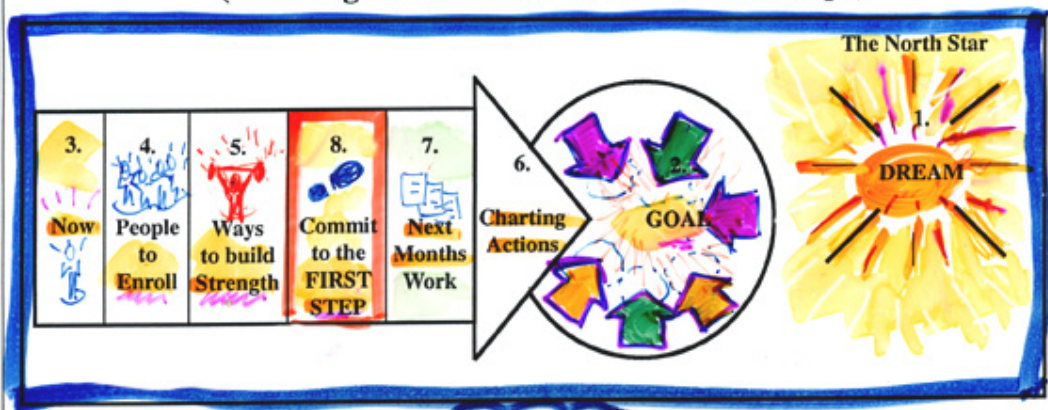 The North Star
1.
DREAM
3.
Now
4.
People
to
Enroll
5.
Ways
to build
Strength
8.
Commit
to the
FIRST
STEP
7.
Next
Months
Work
6.
Charting
Actions
2.
GOAL